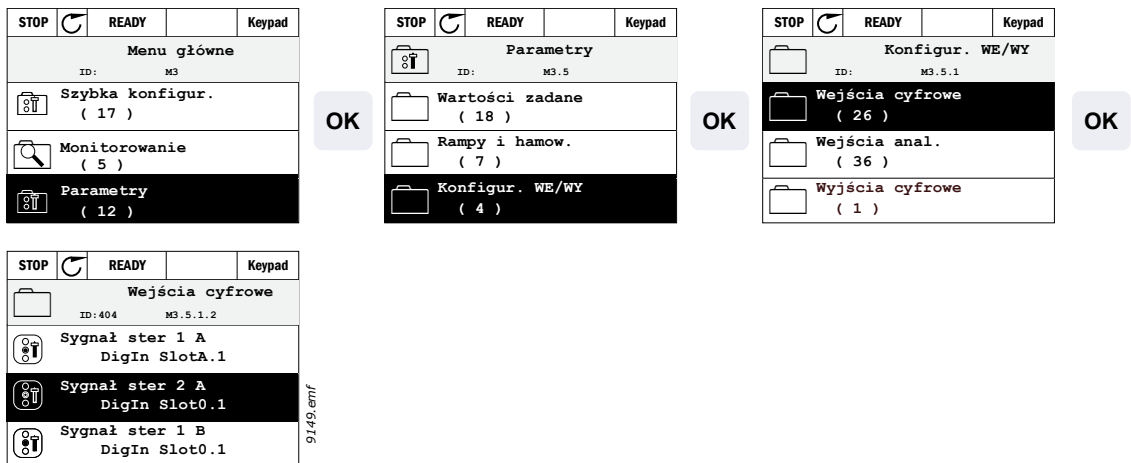 STOP READY Keypad
Menu główne
ID: M3
Szybka konfigur.
( 17 )
Monitorowanie
( 5 )
Parametry
( 12 )
OK
STOP READY Keypad
Parametry
ID: M3.5
Wartości zadane
( 18 )
Rampy i hamow.
( 7 )
Konfigur. WE/WY
( 4 )
OK
STOP READY Keypad
Konfigur. WE/WY
ID: M3.5.1
Wejścia cyfrowe
( 26 )
Wejścia anal.
( 36 )
Wyjścia cyfrowe
( 1 )
OK
STOP READY Keypad
Wejścia cyfrowe
ID:404 M3.5.1.2
Sygnał ster 1 A
DigIn SlotA.1
Sygnał ster 2 A
DigIn Slot0.1
Sygnał ster 1 B
DigIn Slot0.1
9149.emf